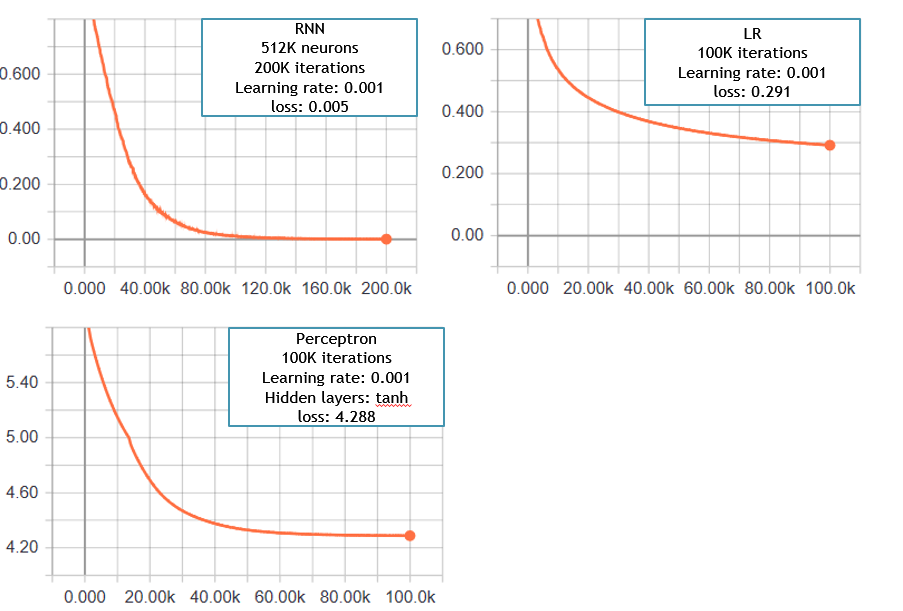 RNN
512K neurons
200K iterations
Learning rate: 0.001
loss: 0.005
0.600
0.400
0.200
0.00
0.000 40.00k 80.00k 120.0k 160.0k 200.0k
LR
100K iterations
Learning rate: 0.001
loss: 0.291
0.600
0.400
0.200
0.00
0.000 20.00k 40.00k 60.00k 80.00k 100.0k
Perceptron
100K iterations
Learning rate: 0.001
Hidden layers: tanh
loss: 4.288
5.40
5.00
4.60
4.20
0.000 20.00k 40.00k 60.00k 80.00k 100.0k